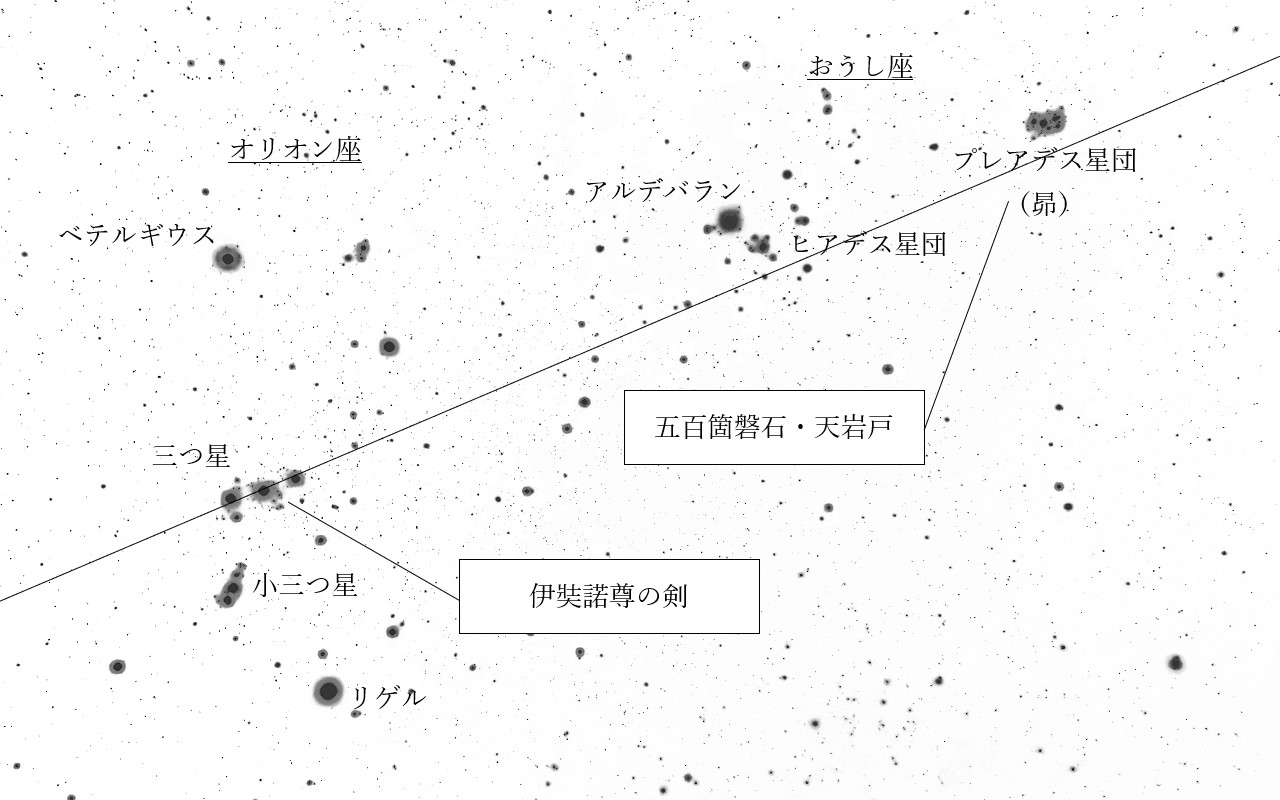 おうし座
オリオン座
プレアデス星団
(昴)
アルデバラン
ベテルギウス
ヒアデス星団
五百箇磐石・天岩戸
三つ星
小三つ星
伊奘諾尊の剣
リゲル